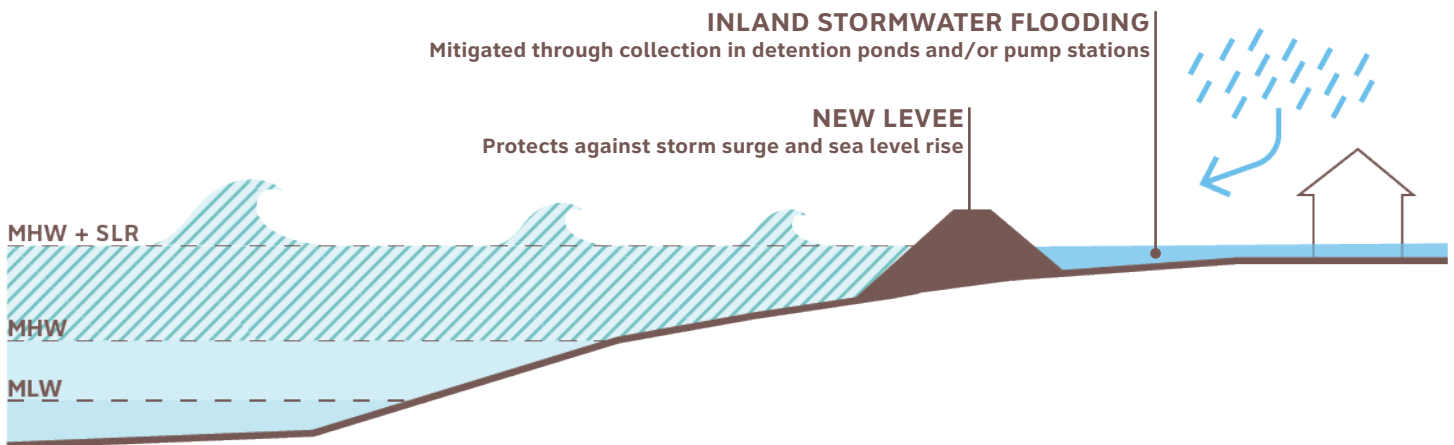 INLAND STORMWATER FLOODING
Mitigated through collection in detention ponds and/or pump stations
NEW LEVEE
Protects against storm surge and sea level rise
MHW + SLR
MHW
MLW